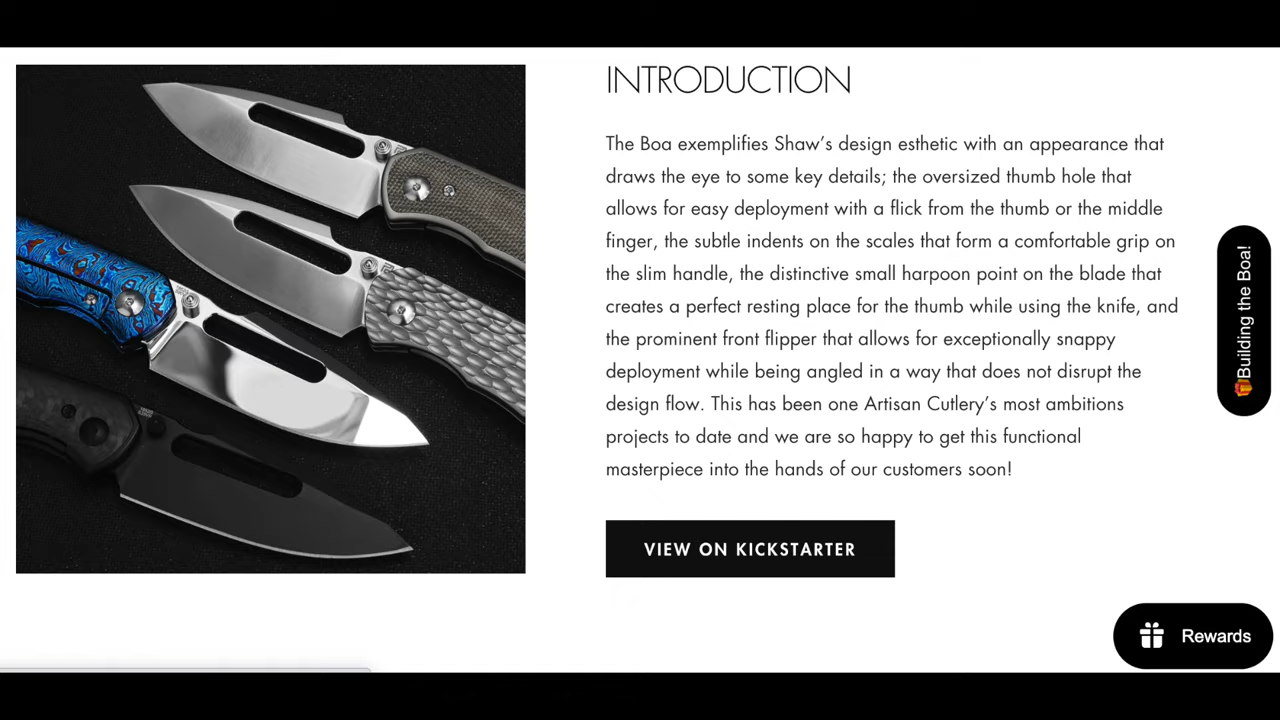 INTRODUCTION
The Boa exemplifies Shaw's design esthetic with an appearance that
draws the eye to some key details; the oversized thumb hole that
allows for easy deployment with a flick from the thumb or the middle
finger, the subtle indents on the scales that form a comfortable grip on
the slim handle, the distinctive small harpoon point on the blade that
creates a perfect resting place for the thumb while using the knife, and
the prominent front flipper that allows for exceptionally snappy
deployment while being angled in a way that does not disrupt the
design flow. This has been one Artisan Cutlery's most ambitions
projects to date and we are so happy to get this functional
masterpiece into the hands of our customers soon!
VIEW ON KICKSTARTER
Building the Boa!
Rewards